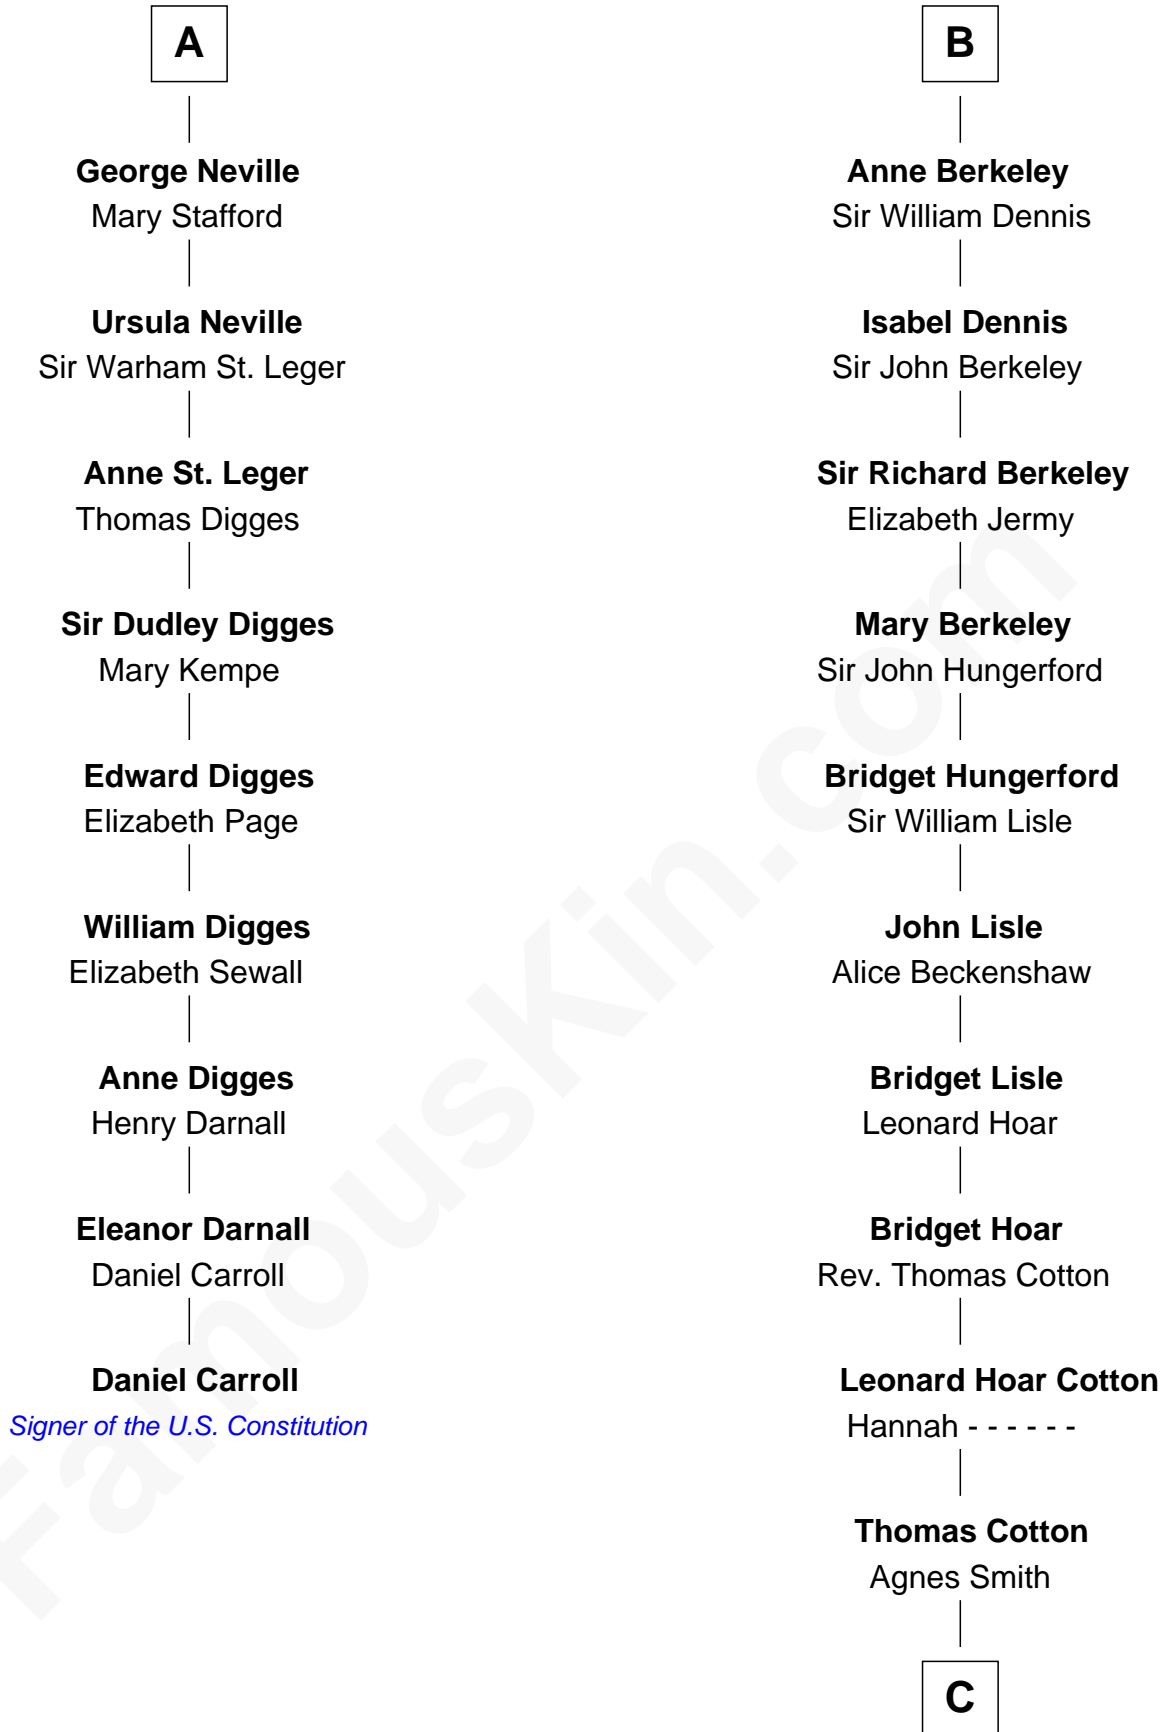 A
George Neville
Mary Stafford
Ursula Neville
Sir Warham St. Leger
Anne St. Leger
Thomas Digges
Sir Dudley Digges
Mary Kempe
Edward Digges
Elizabeth Page
William Digges
Elizabeth Sewall
Anne Digges
Henry Darnall
Eleanor Darnall
Daniel Carroll
Daniel Carroll
Signer of the U.S. Constitution
B
Anne Berkeley
Sir William Dennis
Isabel Dennis
Sir John Berkeley
Sir Richard Berkeley
Elizabeth Jermy
Mary Berkeley
Sir John Hungerford
Bridget Hungerford
Sir William Lisle
John Lisle
Alice Beckenshaw
Bridget Lisle
Leonard Hoar
Bridget Hoar
Rev. Thomas Cotton
Leonard Hoar Cotton
Hannah - - - - - -
Thomas Cotton
Agnes Smith
C
FamousKin.com